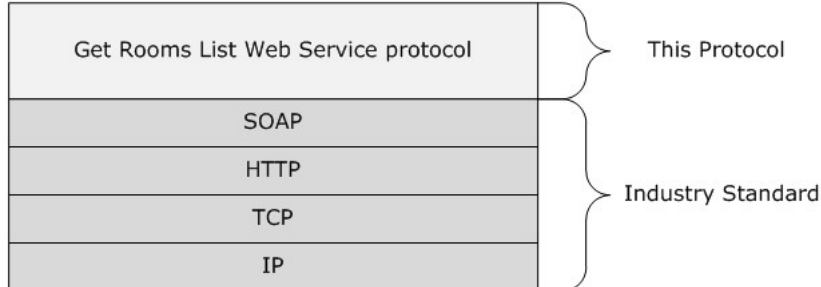 Get Rooms List Web Service protocol
This Protocol
SOAP
HTTP
TCP
IP
Industry Standard